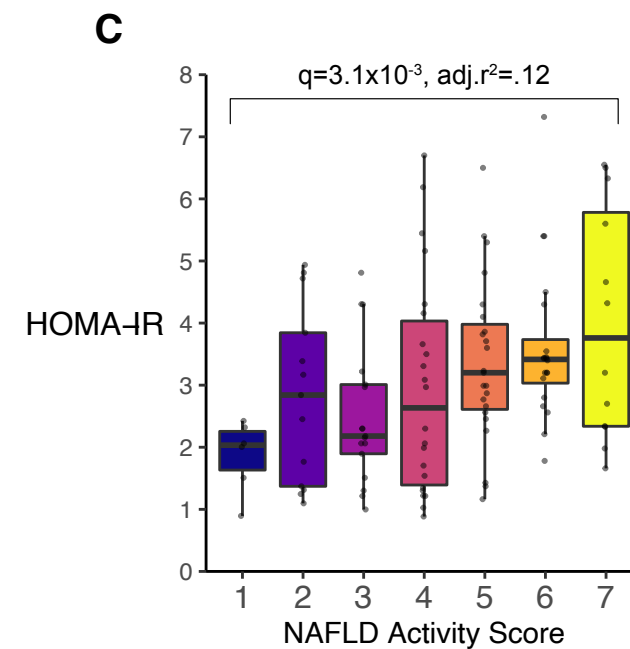 C
q=3.1x10⁻³, adj.r²=.12
8
7
6
5
4
3
2
1
0
HOMA-IR
1 2 3 4 5 6 7
NAFLD Activity Score